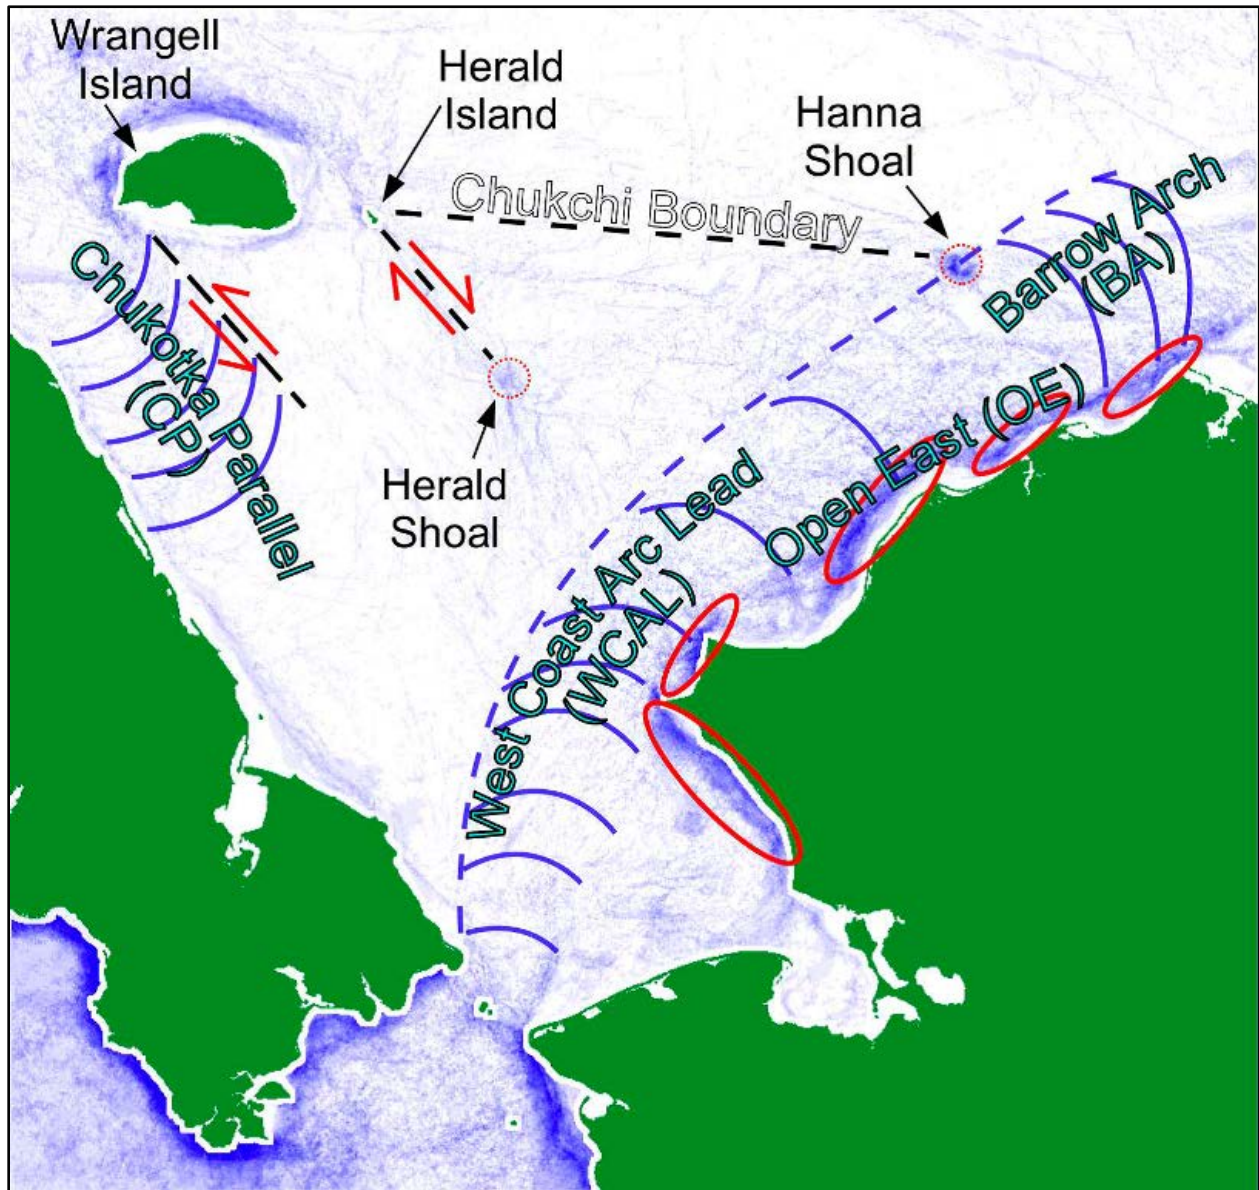 Wrangell
Island
Herald
Island
Hanna
Shoal
Chukchi Boundary
Barrow Arch
(BA)
Chukotka Parallel
(CP)
Open East (OE)
Herald
Shoal
West Coast Arc Lead
(WCAL)